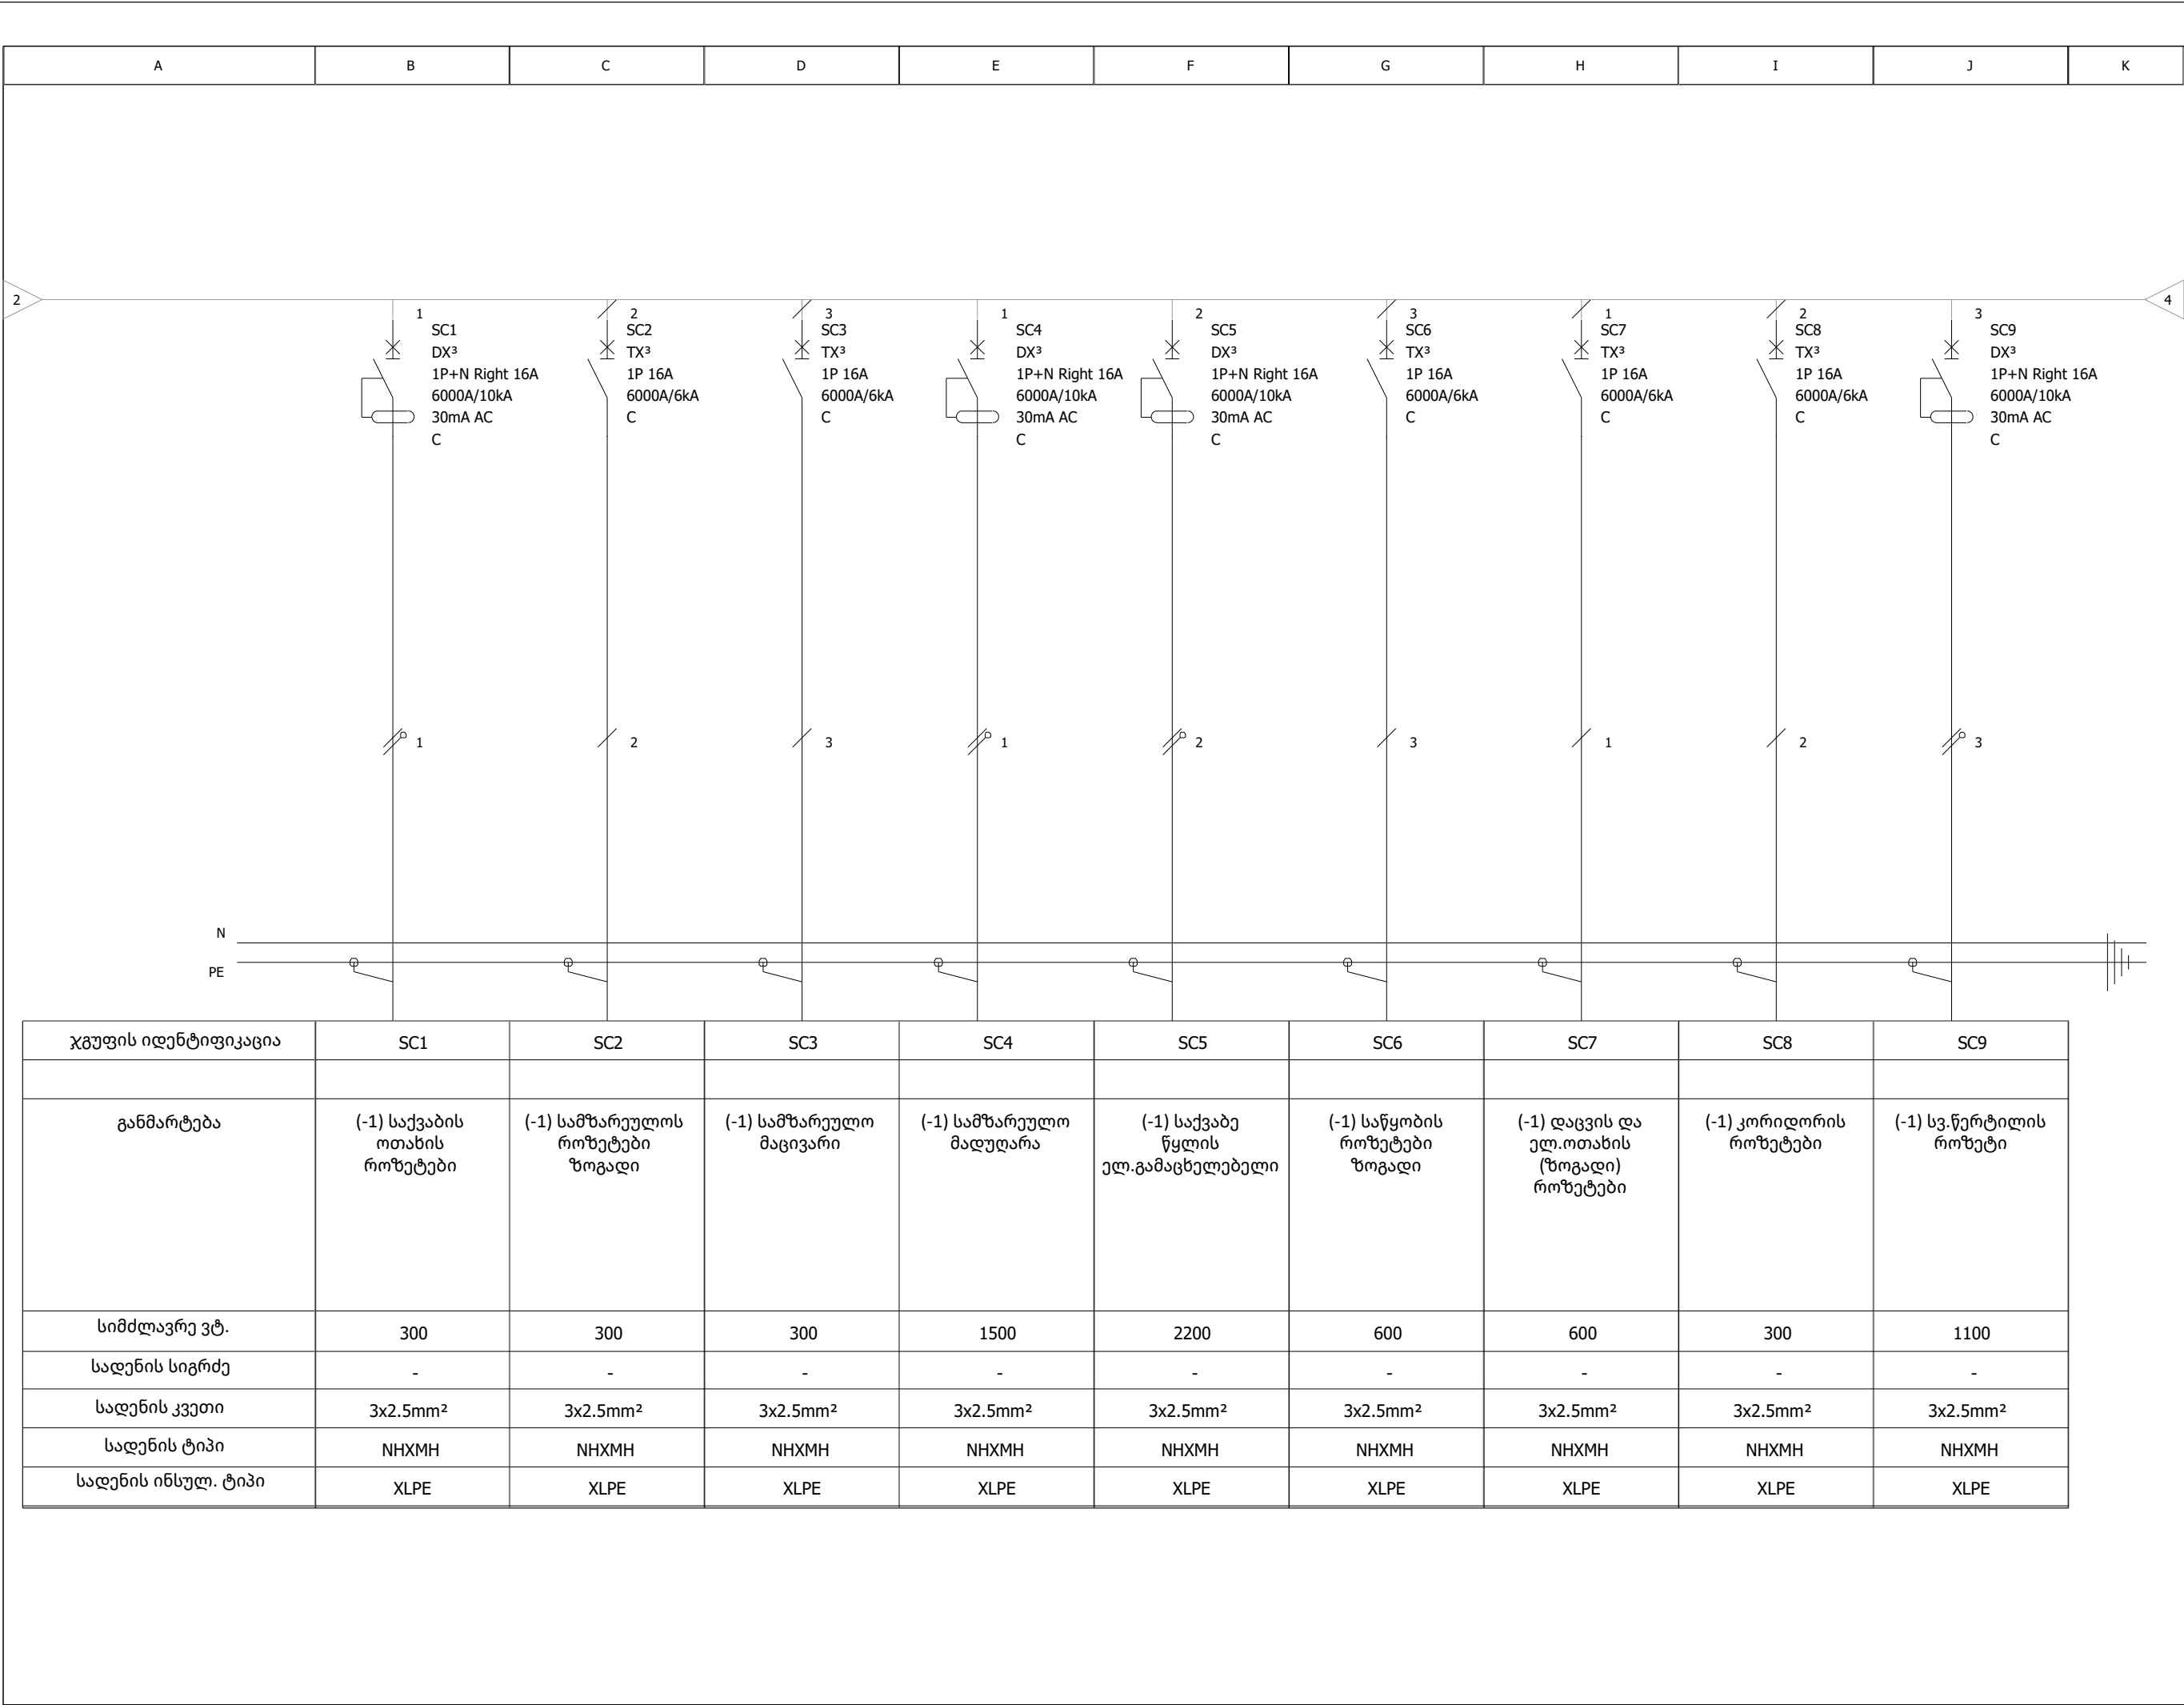 A B C D E F G H I J K
2 4
1 2 3 1 2 3 1 2 3
SC1 SC2 SC3 SC4 SC5 SC6 SC7 SC8 SC9
DX³ TX³ TX³ DX³ DX³ TX³ TX³ TX³ DX³
1P+N Right 16A 1P 16A 1P 16A 1P+N Right 16A 1P+N Right 16A 1P 16A 1P 16A 1P 16A 1P+N Right 16A
6000A/10kA 6000A/6kA 6000A/6kA 6000A/10kA 6000A/10kA 6000A/6kA 6000A/6kA 6000A/6kA 6000A/10kA
30mA AC C C 30mA AC 30mA AC C C C 30mA AC
C C C C
1 2 3 1 2 3 1 2 3
N
PE
ჯგუფის იდენტიფიკაცია SC1 SC2 SC3 SC4 SC5 SC6 SC7 SC8 SC9
განმარტება (-1) საქვაბის (-1) სამზარეულოს (-1) სამზარეულო (-1) სამზარეულო (-1) საქვაბე (-1) საწყობის (-1) დაცვის და (-1) კორიდორის (-1) სვ.წერტილის
ოთახის როზეტები მაცივარი მადუღარა წყლის როზეტები ელ.ოთახის როზეტები როზეტი
როზეტები ზოგადი ელ.გამაცხელებელი ზოგადი (ზოგადი)
როზეტები
სიმძლავრე ვტ. 300 300 300 1500 2200 600 600 300 1100
სადენის სიგრძე - - - - - - - - -
სადენის კვეთი 3x2.5mm² 3x2.5mm² 3x2.5mm² 3x2.5mm² 3x2.5mm² 3x2.5mm² 3x2.5mm² 3x2.5mm² 3x2.5mm²
სადენის ტიპი NHXMH NHXMH NHXMH NHXMH NHXMH NHXMH NHXMH NHXMH NHXMH
სადენის ინსულ. ტიპი XLPE XLPE XLPE XLPE XLPE XLPE XLPE XLPE XLPE